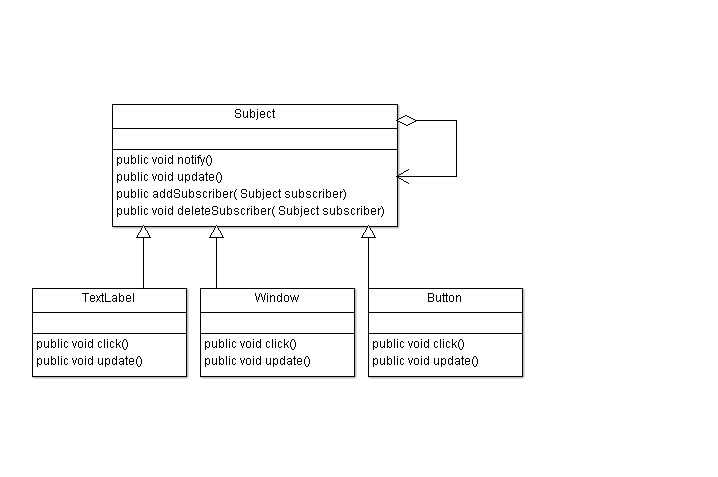 Subject
public void notify()
public void update()
public addSubscriber( Subject subscriber)
public void deleteSubscriber( Subject subscriber)
TextLabel
public void click()
public void update()
Window
public void click()
public void update()
Button
public void click()
public void update()